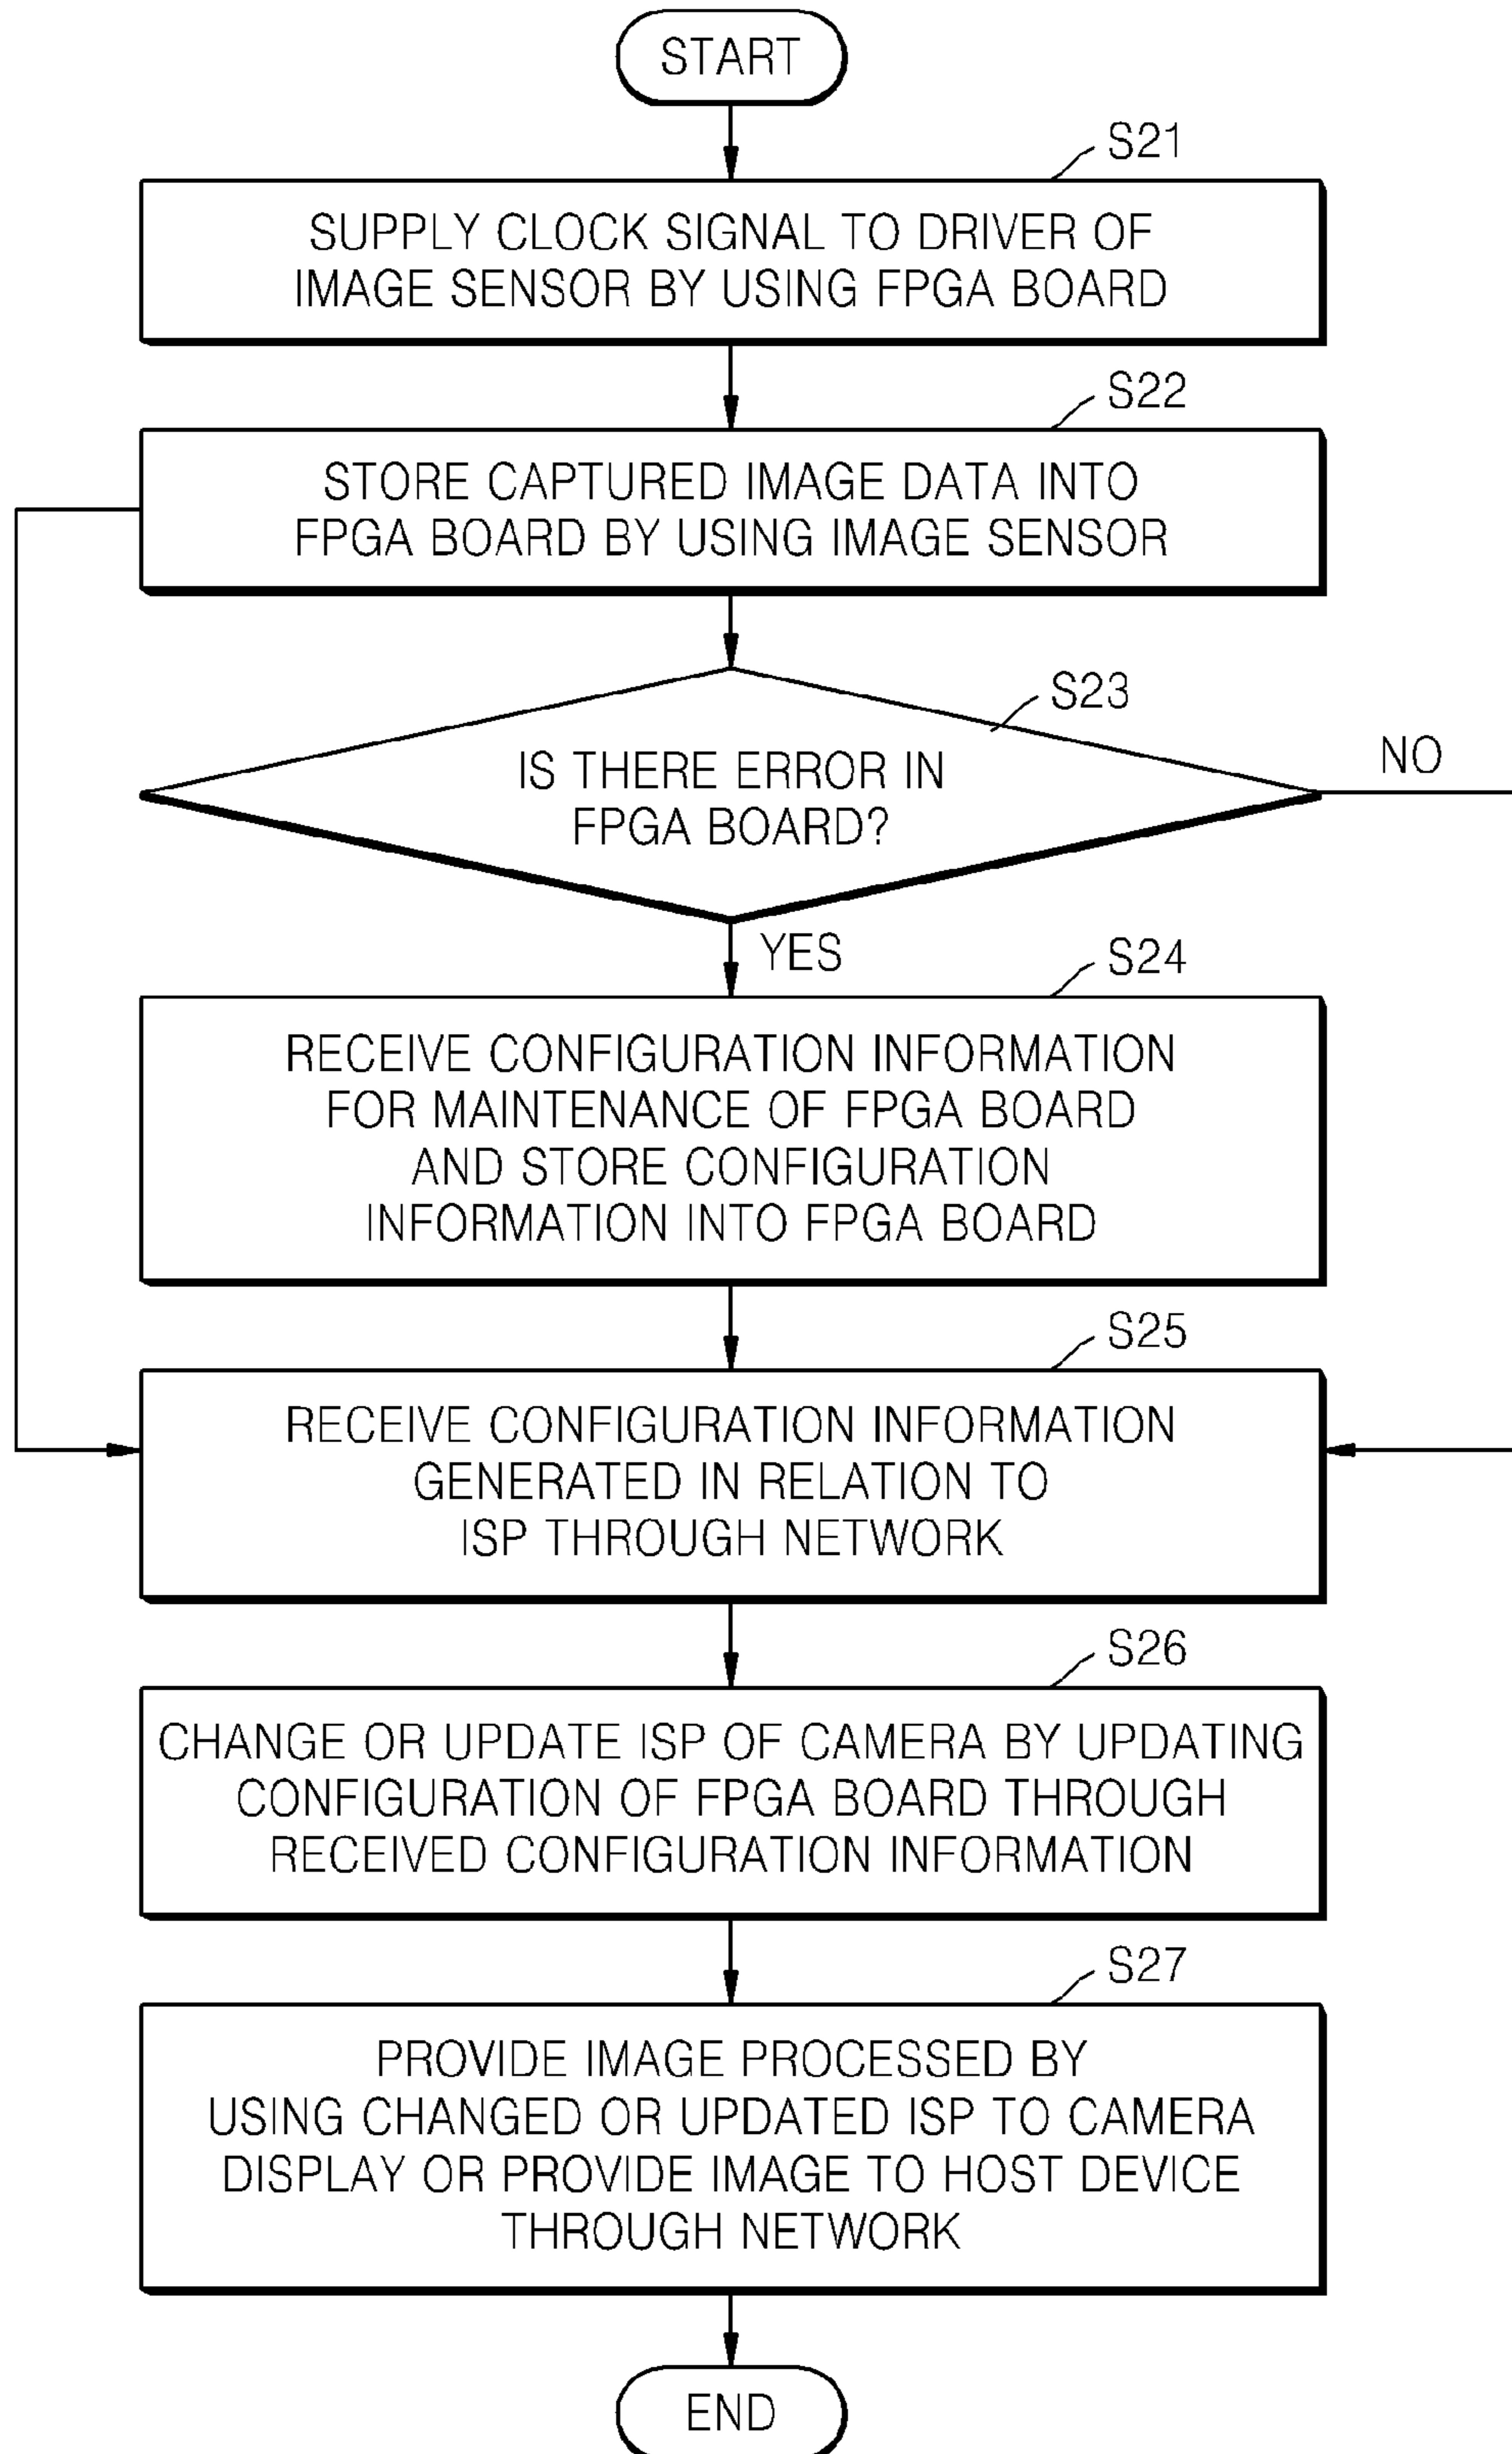 START
S21
SUPPLY CLOCK SIGNAL TO DRIVER OF
IMAGE SENSOR BY USING FPGA BOARD
S22
STORE CAPTURED IMAGE DATA INTO
FPGA BOARD BY USING IMAGE SENSOR
S23
IS THERE ERROR IN
FPGA BOARD?
NO
YES
S24
RECEIVE CONFIGURATION INFORMATION
FOR MAINTENANCE OF FPGA BOARD
AND STORE CONFIGURATION
INFORMATION INTO FPGA BOARD
S25
RECEIVE CONFIGURATION INFORMATION
GENERATED IN RELATION TO
ISP THROUGH NETWORK
S26
CHANGE OR UPDATE ISP OF CAMERA BY UPDATING
CONFIGURATION OF FPGA BOARD THROUGH
RECEIVED CONFIGURATION INFORMATION
S27
PROVIDE IMAGE PROCESSED BY
USING CHANGED OR UPDATED ISP TO CAMERA
DISPLAY OR PROVIDE IMAGE TO HOST DEVICE
THROUGH NETWORK
END